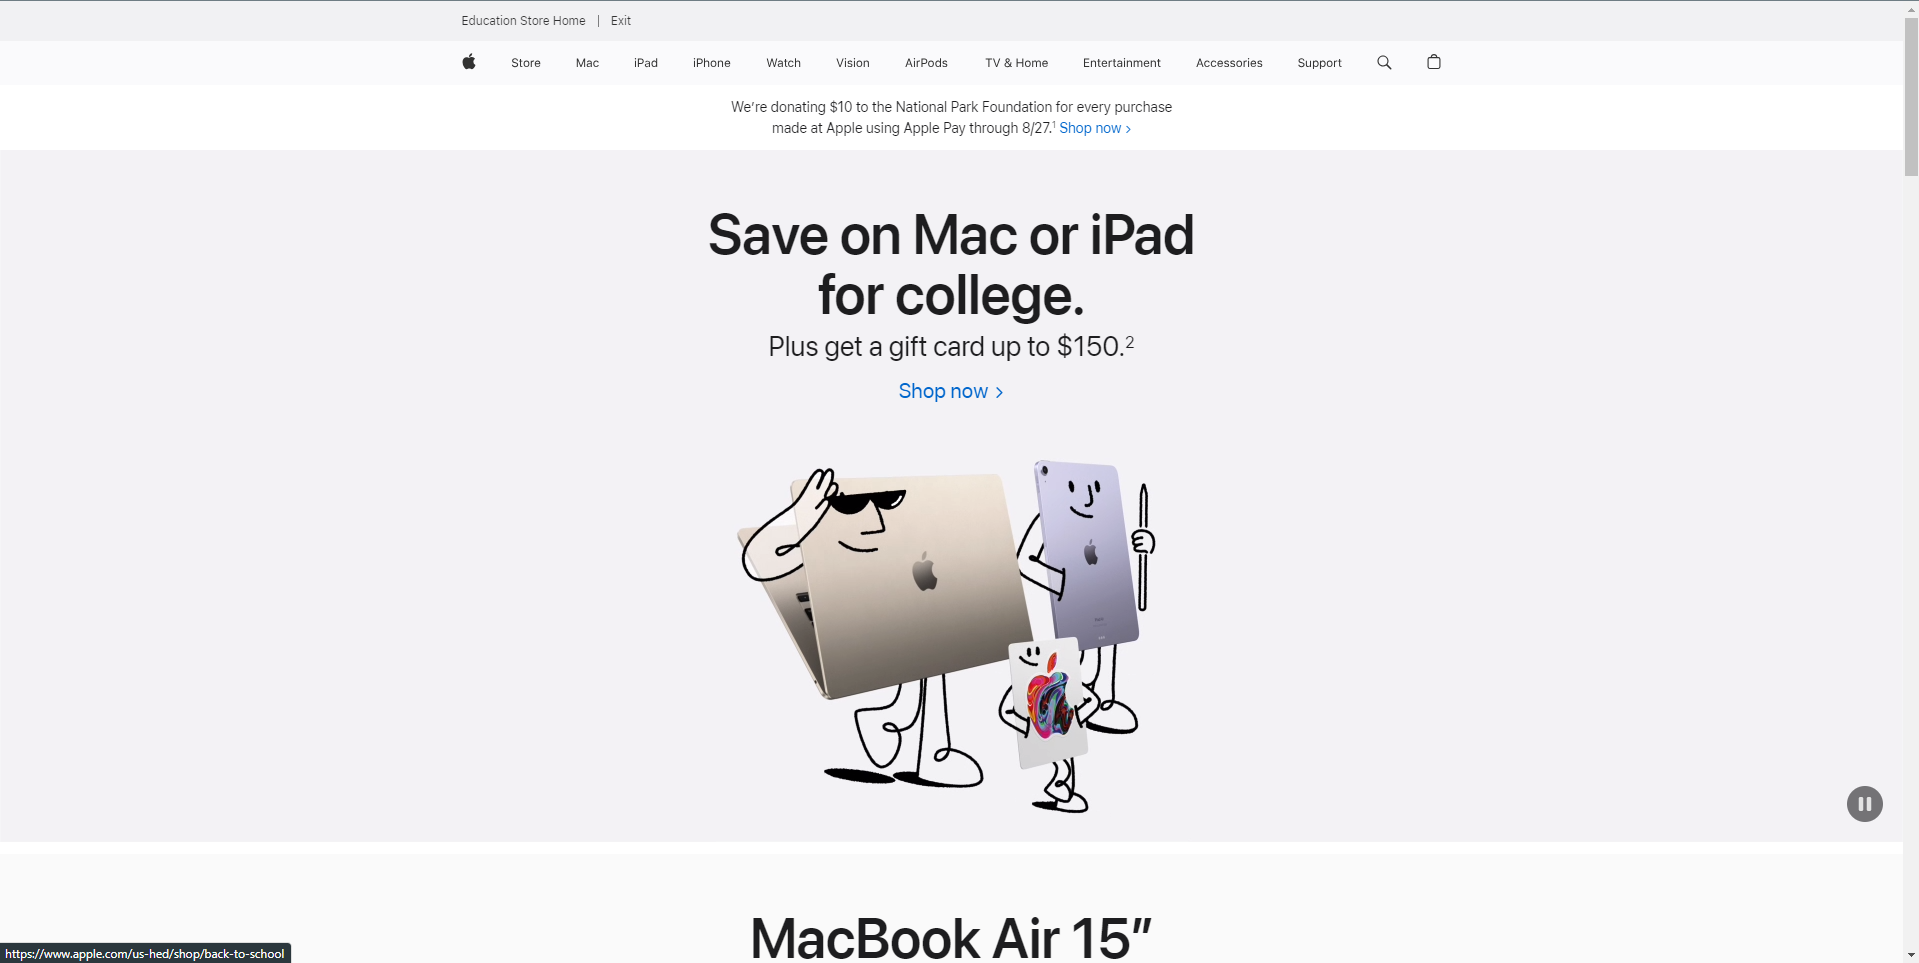 Education Store Home | Exit
Store Mac iPad iPhone Watch Vision AirPods TV & Home Entertainment Accessories Support
We’re donating $10 to the National Park Foundation for every purchase
made at Apple using Apple Pay through 8/27.¹ Shop now >
Save on Mac or iPad
for college.
Plus get a gift card up to $150.²
Shop now >
MacBook Air 15”
https://www.apple.com/us-hed/shop/back-to-school